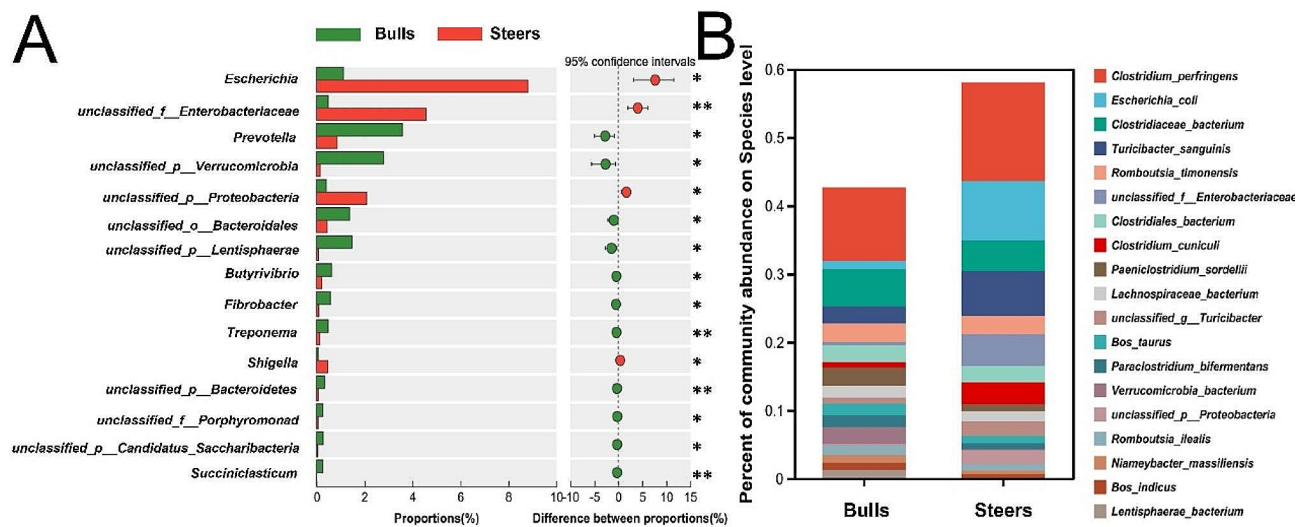 A
Bulls
Steers
B
95% confidence intervals
Escherichia *
unclassified_f__Enterobacteriaceae **
Prevotella *
unclassified_p__Verrucomicrobia *
unclassified_p__Proteobacteria *
unclassified_o__Bacteroidales *
unclassified_p__Lentisphaerae *
Butyrivibrio *
Fibrobacter *
Treponema **
Shigella *
unclassified_p__Bacteroidetes **
unclassified_f__Porphyromonad *
unclassified_p__Candidatus_Saccharibacteria *
Succiniclasticum **
0 2 4 6 8 10
Proportions(%)
-10 -5 0 5 10 15
Difference between proportions(%)
Percent of community abundance on Species level
0.6
0.5
0.4
0.3
0.2
0.1
0
Bulls
Steers
Clostridium_perfringens
Escherichia_coli
Clostridiaceae_bacterium
Turicibacter_sanguinis
Romboutsia_timonensis
unclassified_f__Enterobacteriaceae
Clostridiales_bacterium
Clostridium_cuniculi
Paeniclostridium_sordellii
Lachnospiraceae_bacterium
unclassified_g__Turicibacter
Bos_taurus
Paraclostridium_bifermentans
Verrucomicrobia_bacterium
unclassified_p__Proteobacteria
Romboutsia_ilealis
Niameybacter_massiliensis
Bos_indicus
Lentisphaerae_bacterium